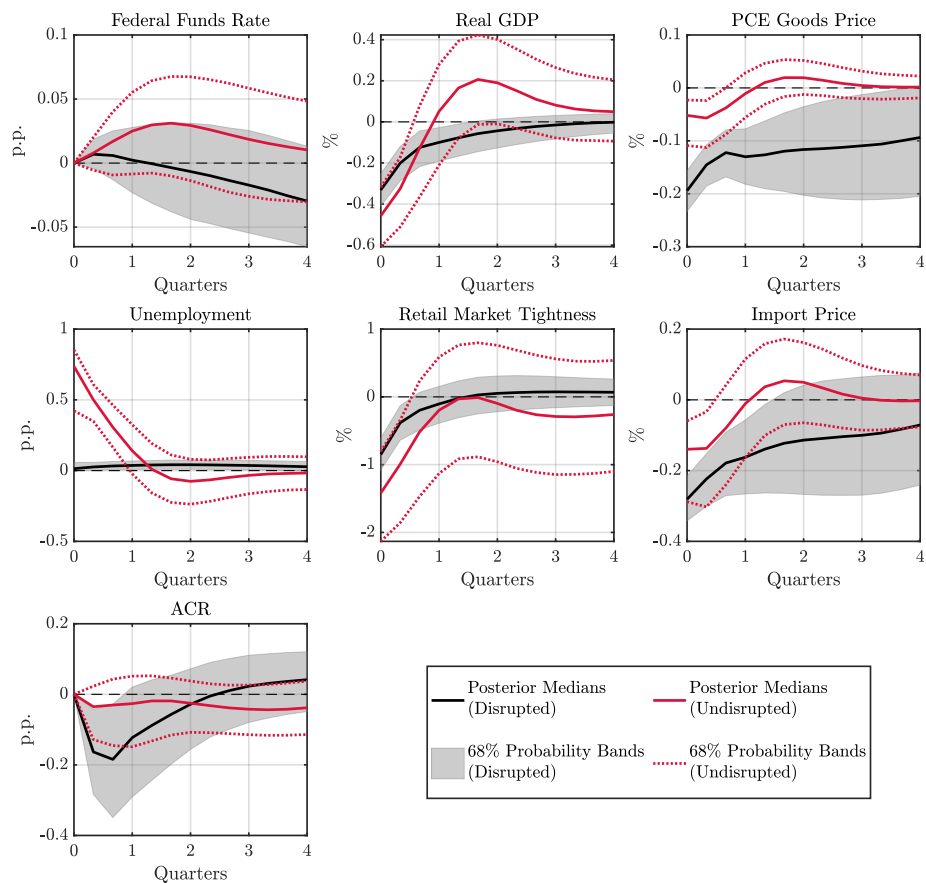 Federal Funds Rate
0.1
0.05
0
-0.05
p.p.
0 1 2 3 4
Quarters
Real GDP
0.4
0.2
0
-0.2
-0.4
-0.6
%
0 1 2 3 4
Quarters
PCE Goods Price
0.1
0
-0.1
-0.2
-0.3
%
0 1 2 3 4
Quarters
Unemployment
1
0.5
0
-0.5
p.p.
0 1 2 3 4
Quarters
Retail Market Tightness
1
0
-1
-2
%
0 1 2 3 4
Quarters
Import Price
0.2
0
-0.2
-0.4
%
0 1 2 3 4
Quarters
ACR
0.2
0
-0.2
-0.4
p.p.
0 1 2 3 4
Quarters
Posterior Medians
(Disrupted)
Posterior Medians
(Undisrupted)
68% Probability Bands
(Disrupted)
68% Probability Bands
(Undisrupted)